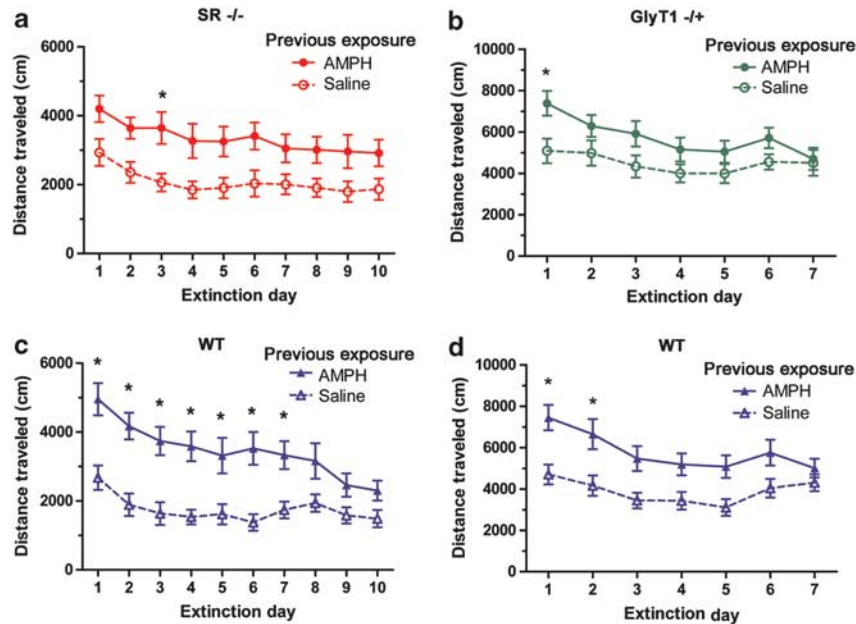 a
SR -/-
Previous exposure
AMPH
Saline
*
Distance traveled (cm)
6000
4000
2000
0
1 2 3 4 5 6 7 8 9 10
Extinction day
b
GlyT1 -/+
Previous exposure
AMPH
Saline
*
Distance traveled (cm)
10000
8000
6000
4000
2000
0
1 2 3 4 5 6 7
Extinction day
c
WT
Previous exposure
AMPH
Saline
* * * * * * *
Distance traveled (cm)
6000
4000
2000
0
1 2 3 4 5 6 7 8 9 10
Extinction day
d
WT
Previous exposure
AMPH
Saline
* *
Distance traveled (cm)
10000
8000
6000
4000
2000
0
1 2 3 4 5 6 7
Extinction day